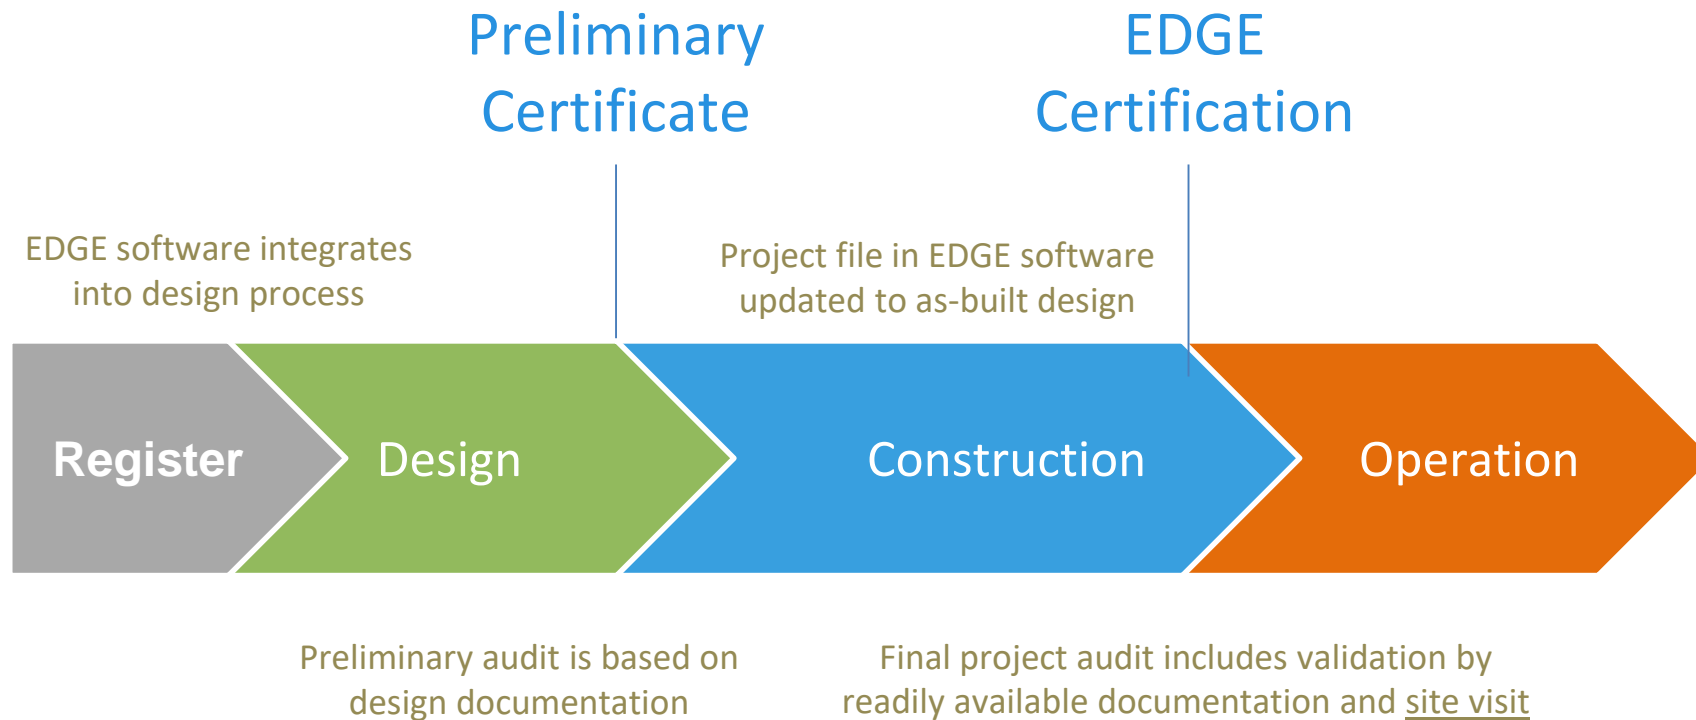 Preliminary
Certificate
EDGE
Certification
EDGE software integrates
into design process
Project file in EDGE software
updated to as-built design
Register
Design
Construction
Operation
Preliminary audit is based on
design documentation
Final project audit includes validation by
readily available documentation and site visit